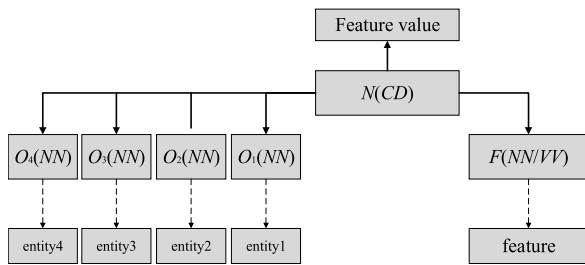 Feature value
N(CD)
O₄(NN) O₃(NN) O₂(NN) O₁(NN) F(NN/VV)
entity4 entity3 entity2 entity1 feature